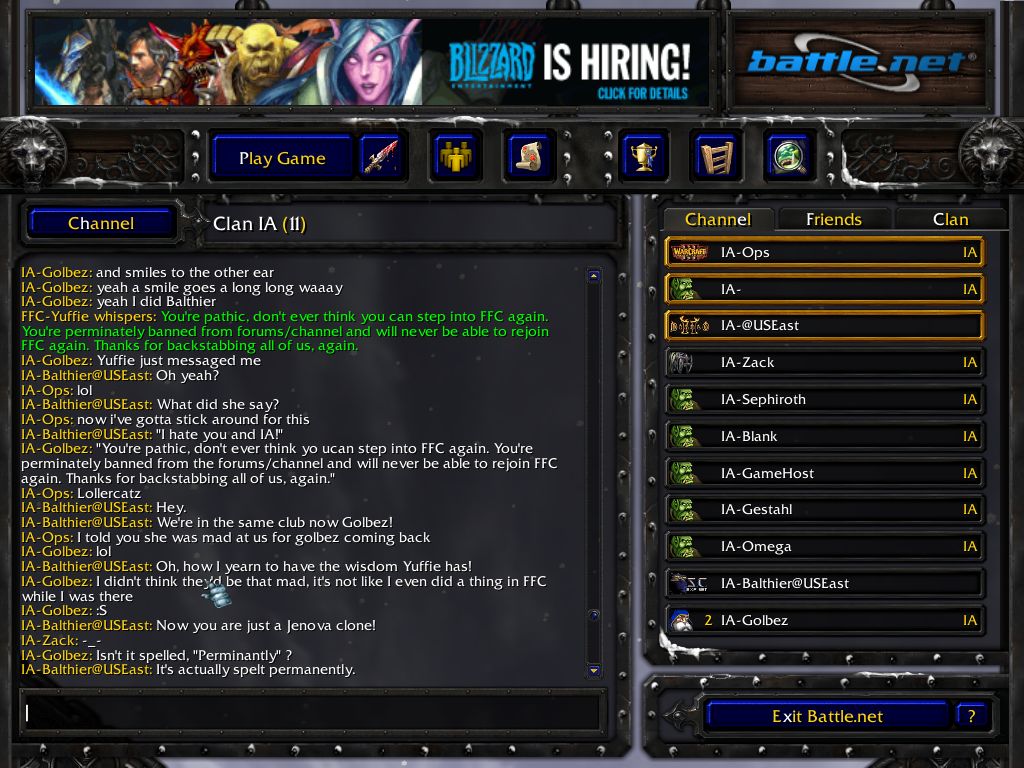 BLIZZARD IS HIRING!
ENTERTAINMENT
CLICK FOR DETAILS
battle.net®
Play Game
Channel
Clan IA (11)
Channel Friends Clan
IA-Golbez: and smiles to the other ear
IA-Golbez: yeah a smile goes a long long waaay
IA-Golbez: yeah I did Balthier
FFC-Yuffie whispers: You're pathic, don't ever think you can step into FFC again.
You're perminately banned from forums/channel and will never be able to rejoin
FFC again. Thanks for backstabbing all of us, again.
IA-Golbez: Yuffie just messaged me
IA-Balthier@USEast: Oh yeah?
IA-Ops: lol
IA-Balthier@USEast: What did she say?
IA-Ops: now i've gotta stick around for this
IA-Balthier@USEast: "I hate you and IA!"
IA-Golbez: "You're pathic, don't ever think yo ucan step into FFC again. You're
perminately banned from the forums/channel and will never be able to rejoin FFC
again. Thanks for backstabbing all of us, again."
IA-Ops: Lollercatz
IA-Balthier@USEast: Hey.
IA-Balthier@USEast: We're in the same club now Golbez!
IA-Ops: I told you she was mad at us for golbez coming back
IA-Golbez: lol
IA-Balthier@USEast: Oh, how I yearn to have the wisdom Yuffie has!
IA-Golbez: I didn't think they'd be that mad, it's not like I even did a thing in FFC
while I was there
IA-Golbez: :S
IA-Balthier@USEast: Now you are just a Jenova clone!
IA-Zack: -_-
IA-Golbez: Isn't it spelled, "Perminantly" ?
IA-Balthier@USEast: It's actually spelt permanently.
WARCRAFT III IA-Ops IA
IA- IA
IA-@USEast
IA-Zack IA
IA-Sephiroth IA
IA-Blank IA
IA-GameHost IA
IA-Gestahl IA
IA-Omega IA
IA-Balthier@USEast
2 IA-Golbez IA
Exit Battle.net ?